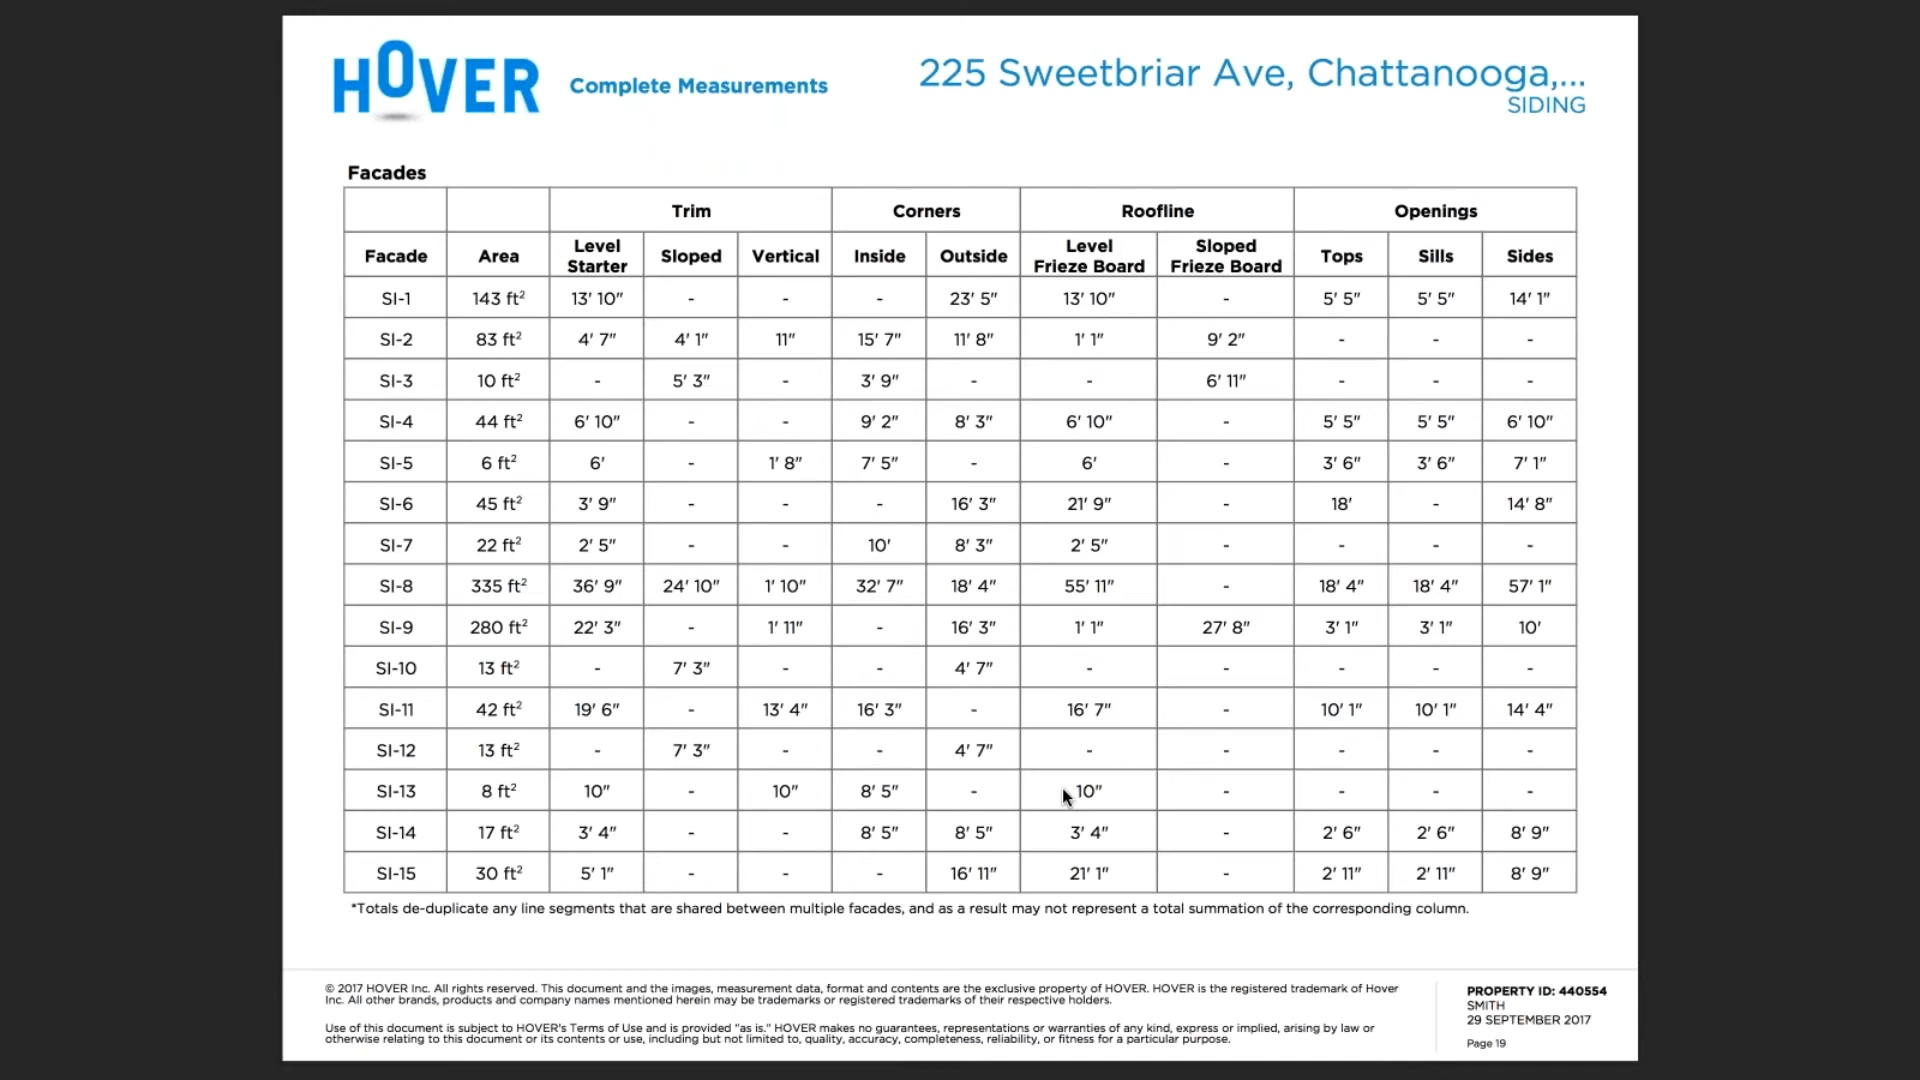 HOVER
Complete Measurements
225 Sweetbriar Ave, Chattanooga,...
SIDING
Facades
Trim Corners Roofline Openings
Facade Area Level Starter Sloped Vertical Inside Outside Level Frieze Board Sloped Frieze Board Tops Sills Sides
SI-1 143 ft² 13' 10" - - - 23' 5" 13' 10" - 5' 5" 5' 5" 14' 1"
SI-2 83 ft² 4' 7" 4' 1" 11" 15' 7" 11' 8" 1' 1" 9' 2" - - -
SI-3 10 ft² - 5' 3" - 3' 9" - - 6' 11" - - -
SI-4 44 ft² 6' 10" - - 9' 2" 8' 3" 6' 10" - 5' 5" 5' 5" 6' 10"
SI-5 6 ft² 6' - 1' 8" 7' 5" - 6' - 3' 6" 3' 6" 7' 1"
SI-6 45 ft² 3' 9" - - - 16' 3" 21' 9" - 18' - 14' 8"
SI-7 22 ft² 2' 5" - - 10' 8' 3" 2' 5" - - - -
SI-8 335 ft² 36' 9" 24' 10" 1' 10" 32' 7" 18' 4" 55' 11" - 18' 4" 18' 4" 57' 1"
SI-9 280 ft² 22' 3" - 1' 11" - 16' 3" 1' 1" 27' 8" 3' 1" 3' 1" 10'
SI-10 13 ft² - 7' 3" - - 4' 7" - - - - -
SI-11 42 ft² 19' 6" - 13' 4" 16' 3" - 16' 7" - 10' 1" 10' 1" 14' 4"
SI-12 13 ft² - 7' 3" - - 4' 7" - - - - -
SI-13 8 ft² 10" - 10" 8' 5" - 10" - - - -
SI-14 17 ft² 3' 4" - - 8' 5" 8' 5" 3' 4" - 2' 6" 2' 6" 8' 9"
SI-15 30 ft² 5' 1" - - - 16' 11" 21' 1" - 2' 11" 2' 11" 8' 9"
*Totals de-duplicate any line segments that are shared between multiple facades, and as a result may not represent a total summation of the corresponding column.
© 2017 HOVER Inc. All rights reserved. This document and the images, measurement data, format and contents are the exclusive property of HOVER. HOVER is the registered trademark of Hover
Inc. All other brands, products and company names mentioned herein may be trademarks or registered trademarks of their respective holders.
Use of this document is subject to HOVER's Terms of Use and is provided "as is." HOVER makes no guarantees, representations or warranties of any kind, express or implied, arising by law or
otherwise relating to this document or its contents or use, including but not limited to, quality, accuracy, completeness, reliability, or fitness for a particular purpose.
PROPERTY ID: 440554
SMITH
29 SEPTEMBER 2017
Page 19